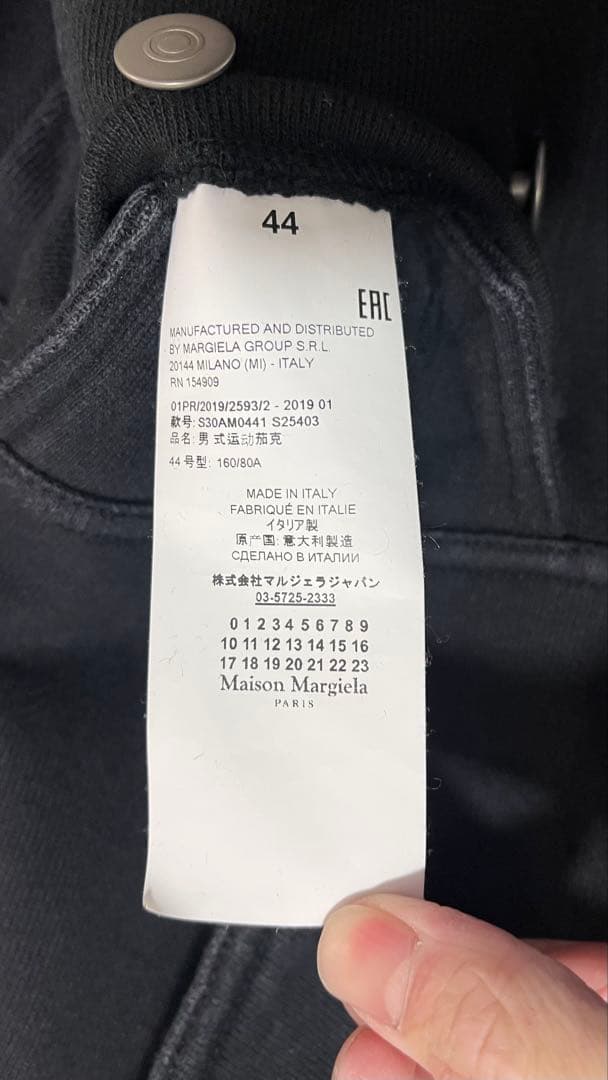 44
EAC
MANUFACTURED AND DISTRIBUTED
BY MARGIELA GROUP S.R.L.
20144 MILANO (MI) - ITALY
RN 154909
01PR/2019/2593/2 - 2019 01
款号: S30AM0441 S25403
品名: 男式运动茄克
44号型: 160/80A
MADE IN ITALY
FABRIQUÉ EN ITALIE
イタリア製
原产国: 意大利製造
СДЕЛАНО В ИТАЛИИ
株式会社マルジェラジャパン
03-5725-2333
0 1 2 3 4 5 6 7 8 9
10 11 12 13 14 15 16
17 18 19 20 21 22 23
Maison Margiela
PARIS